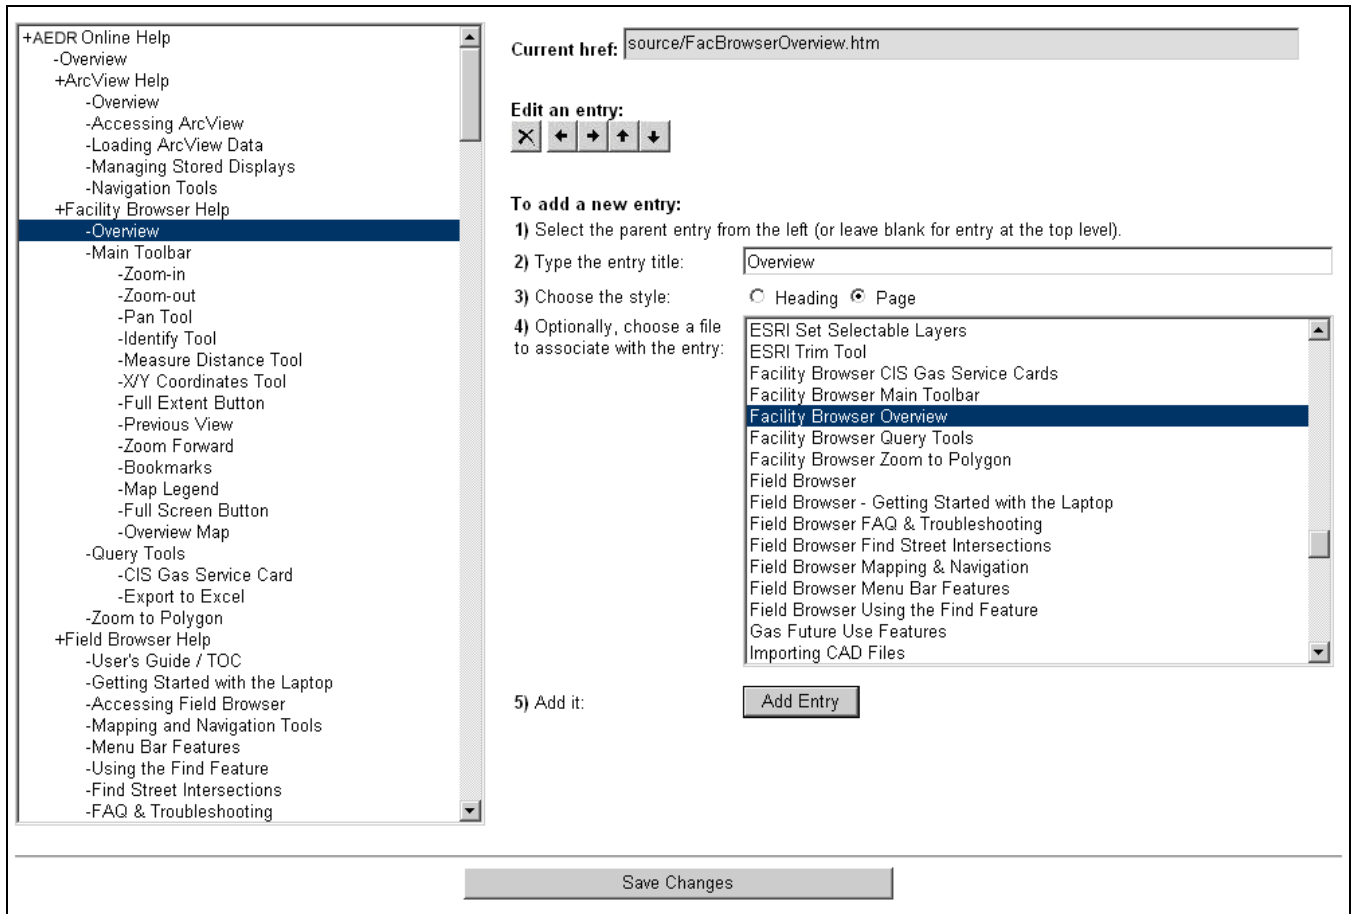 +AEDR Online Help
-Overview
+ArcView Help
-Overview
-Accessing ArcView
-Loading ArcView Data
-Managing Stored Displays
-Navigation Tools
+Facility Browser Help
-Overview
-Main Toolbar
-Zoom-in
-Zoom-out
-Pan Tool
-Identify Tool
-Measure Distance Tool
-X/Y Coordinates Tool
-Full Extent Button
-Previous View
-Zoom Forward
-Bookmarks
-Map Legend
-Full Screen Button
-Overview Map
-Query Tools
-CIS Gas Service Card
-Export to Excel
-Zoom to Polygon
+Field Browser Help
-User's Guide / TOC
-Getting Started with the Laptop
-Accessing Field Browser
-Mapping and Navigation Tools
-Menu Bar Features
-Using the Find Feature
-Find Street Intersections
-FAQ & Troubleshooting
Current href: source/FacBrowserOverview.htm
Edit an entry:
To add a new entry:
1) Select the parent entry from the left (or leave blank for entry at the top level).
2) Type the entry title: Overview
3) Choose the style: Heading Page
4) Optionally, choose a file
to associate with the entry:
ESRI Set Selectable Layers
ESRI Trim Tool
Facility Browser CIS Gas Service Cards
Facility Browser Main Toolbar
Facility Browser Overview
Facility Browser Query Tools
Facility Browser Zoom to Polygon
Field Browser
Field Browser - Getting Started with the Laptop
Field Browser FAQ & Troubleshooting
Field Browser Find Street Intersections
Field Browser Mapping & Navigation
Field Browser Menu Bar Features
Field Browser Using the Find Feature
Gas Future Use Features
Importing CAD Files
5) Add it: Add Entry
Save Changes